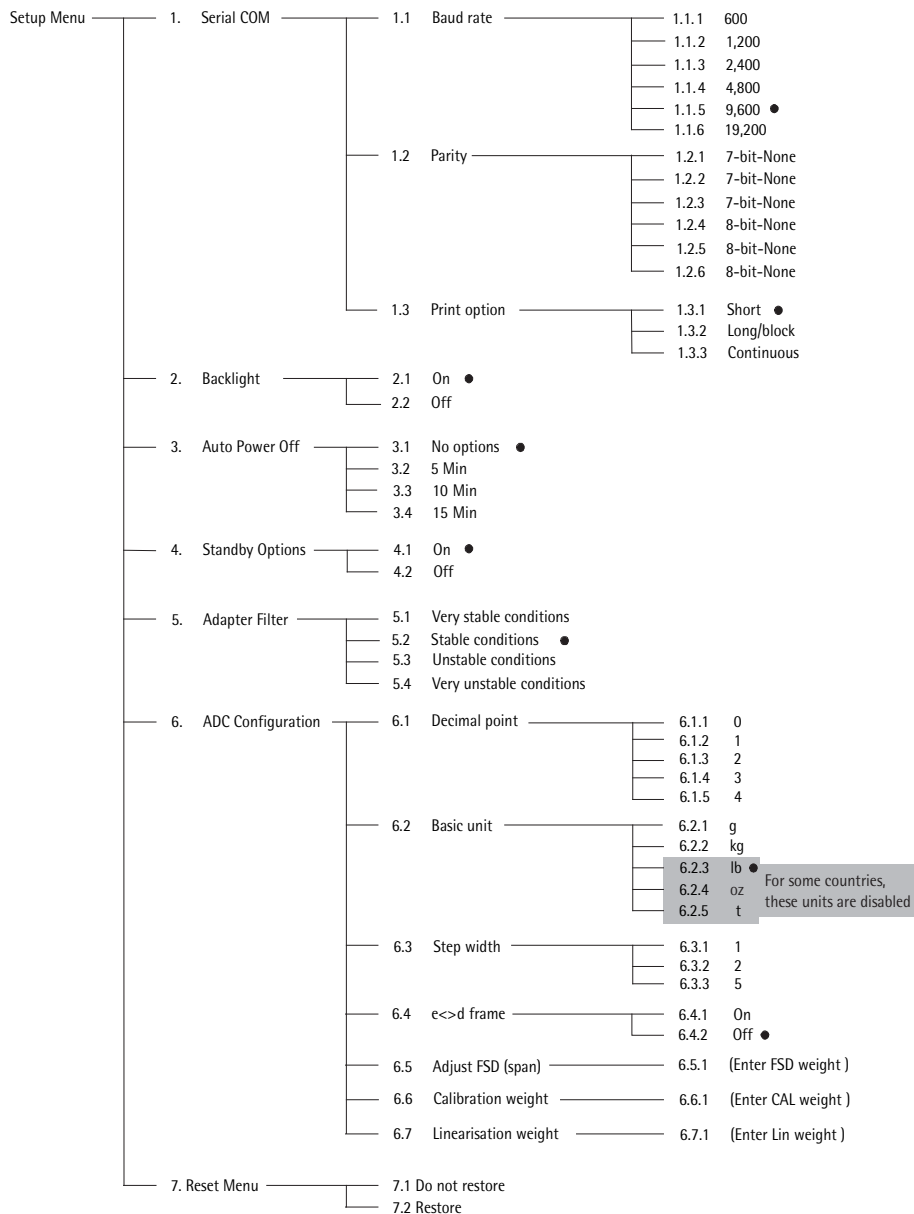 Setup Menu
1. Serial COM
1.1 Baud rate
1.1.1 600
1.1.2 1,200
1.1.3 2,400
1.1.4 4,800
1.1.5 9,600 ●
1.1.6 19,200
1.2 Parity
1.2.1 7-bit-None
1.2.2 7-bit-None
1.2.3 7-bit-None
1.2.4 8-bit-None
1.2.5 8-bit-None
1.2.6 8-bit-None
1.3 Print option
1.3.1 Short ●
1.3.2 Long/block
1.3.3 Continuous
2. Backlight
2.1 On ●
2.2 Off
3. Auto Power Off
3.1 No options ●
3.2 5 Min
3.3 10 Min
3.4 15 Min
4. Standby Options
4.1 On ●
4.2 Off
5. Adapter Filter
5.1 Very stable conditions
5.2 Stable conditions ●
5.3 Unstable conditions
5.4 Very unstable conditions
6. ADC Configuration
6.1 Decimal point
6.1.1 0
6.1.2 1
6.1.3 2
6.1.4 3
6.1.5 4
6.2 Basic unit
6.2.1 g
6.2.2 kg
6.2.3 lb ●
6.2.4 oz
6.2.5 t
For some countries,
these units are disabled
6.3 Step width
6.3.1 1
6.3.2 2
6.3.3 5
6.4 e<>d frame
6.4.1 On
6.4.2 Off ●
6.5 Adjust FSD (span)
6.5.1 (Enter FSD weight )
6.6 Calibration weight
6.6.1 (Enter CAL weight )
6.7 Linearisation weight
6.7.1 (Enter Lin weight )
7. Reset Menu
7.1 Do not restore
7.2 Restore